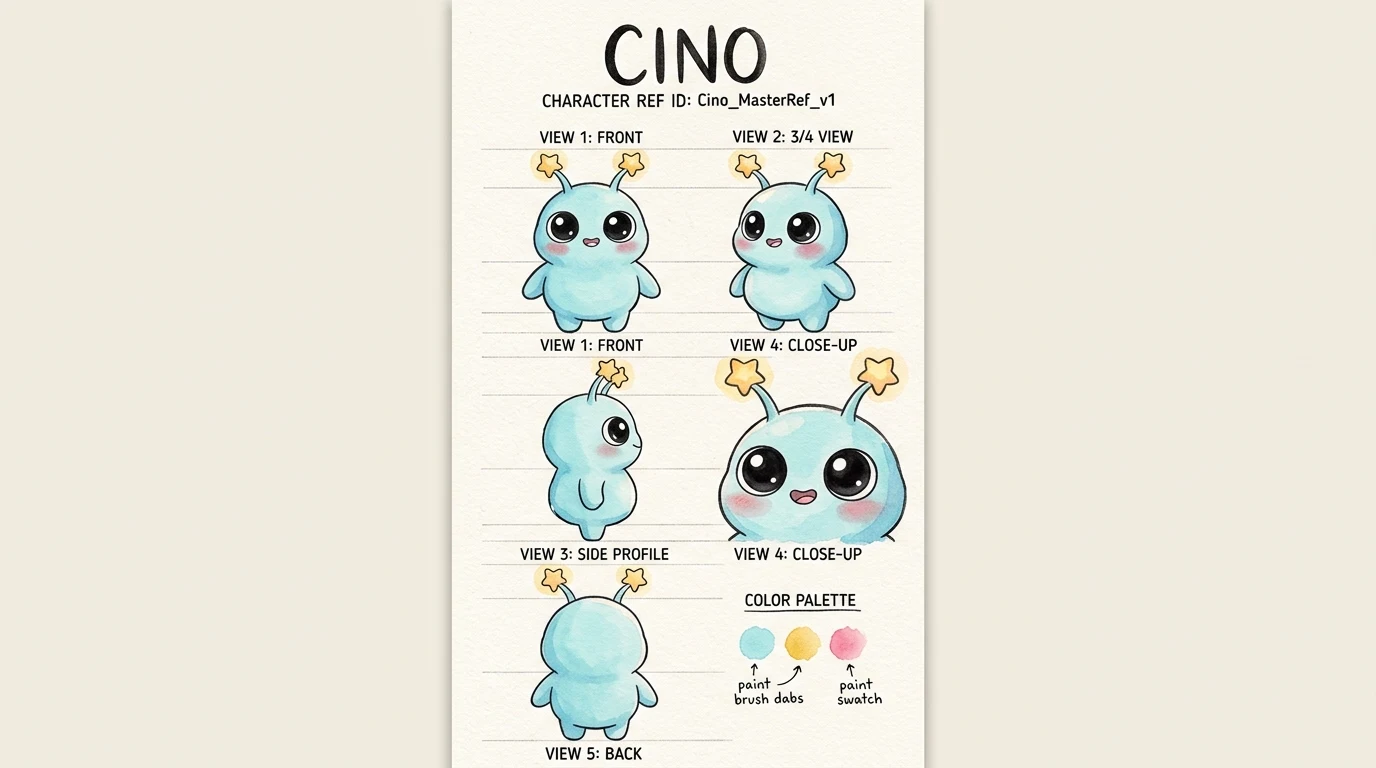 CINO
CHARACTER REF ID: Cino_MasterRef_v1
VIEW 1: FRONT
VIEW 2: 3/4 VIEW
VIEW 1: FRONT
VIEW 4: CLOSE-UP
VIEW 3: SIDE PROFILE
VIEW 4: CLOSE-UP
COLOR PALETTE
paint
brush dabs
paint
swatch
VIEW 5: BACK